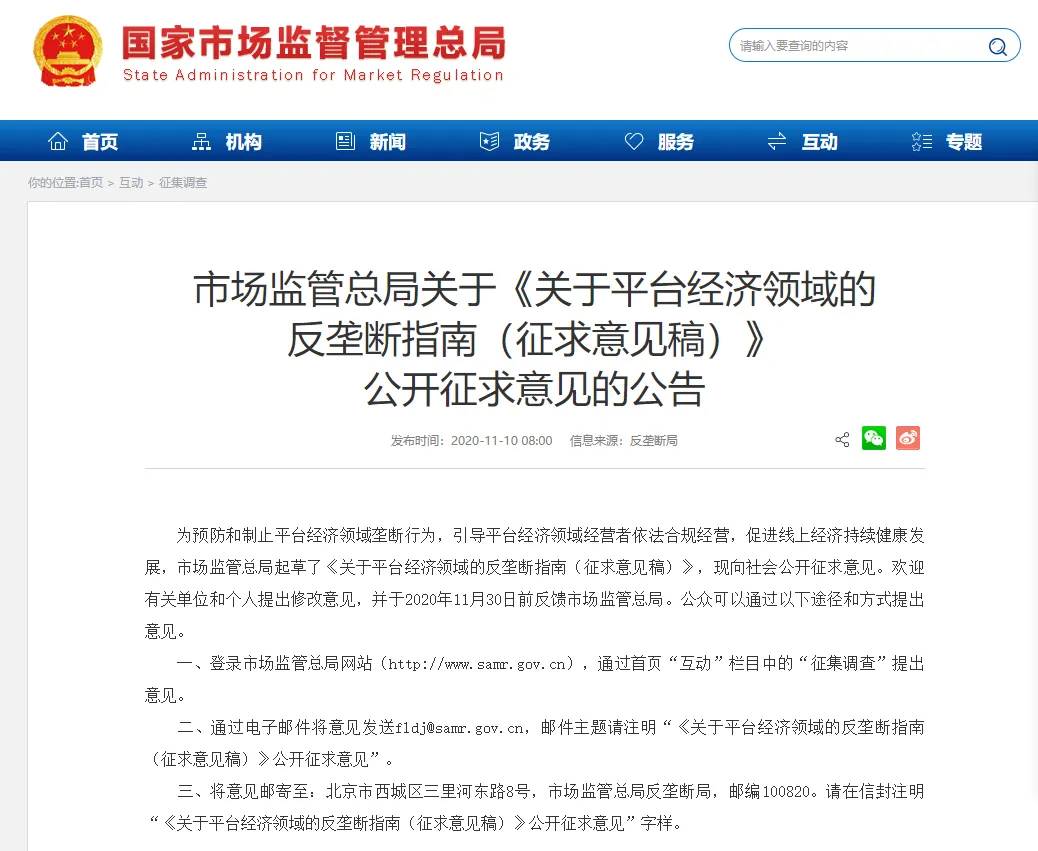 国家市场监督管理总局
State Administration for Market Regulation
请输入要查询的内容
首页 机构 新闻 政务 服务 互动 专题
你的位置:首页 > 互动 > 征集调查
市场监管总局关于《关于平台经济领域的
反垄断指南（征求意见稿）》
公开征求意见的公告
发布时间：2020-11-10 08:00 信息来源：反垄断局
为预防和制止平台经济领域垄断行为，引导平台经济领域经营者依法合规经营，促进线上经济持续健康发
展，市场监管总局起草了《关于平台经济领域的反垄断指南（征求意见稿）》，现向社会公开征求意见。欢迎
有关单位和个人提出修改意见，并于2020年11月30日前反馈市场监管总局。公众可以通过以下途径和方式提出
意见。
一、登录市场监管总局网站（http://www.samr.gov.cn），通过首页“互动”栏目中的“征集调查”提出
意见。
二、通过电子邮件将意见发送fldj@samr.gov.cn，邮件主题请注明“《关于平台经济领域的反垄断指南
（征求意见稿）》公开征求意见”。
三、将意见邮寄至：北京市西城区三里河东路8号，市场监管总局反垄断局，邮编100820。请在信封注明
“《关于平台经济领域的反垄断指南（征求意见稿）》公开征求意见”字样。